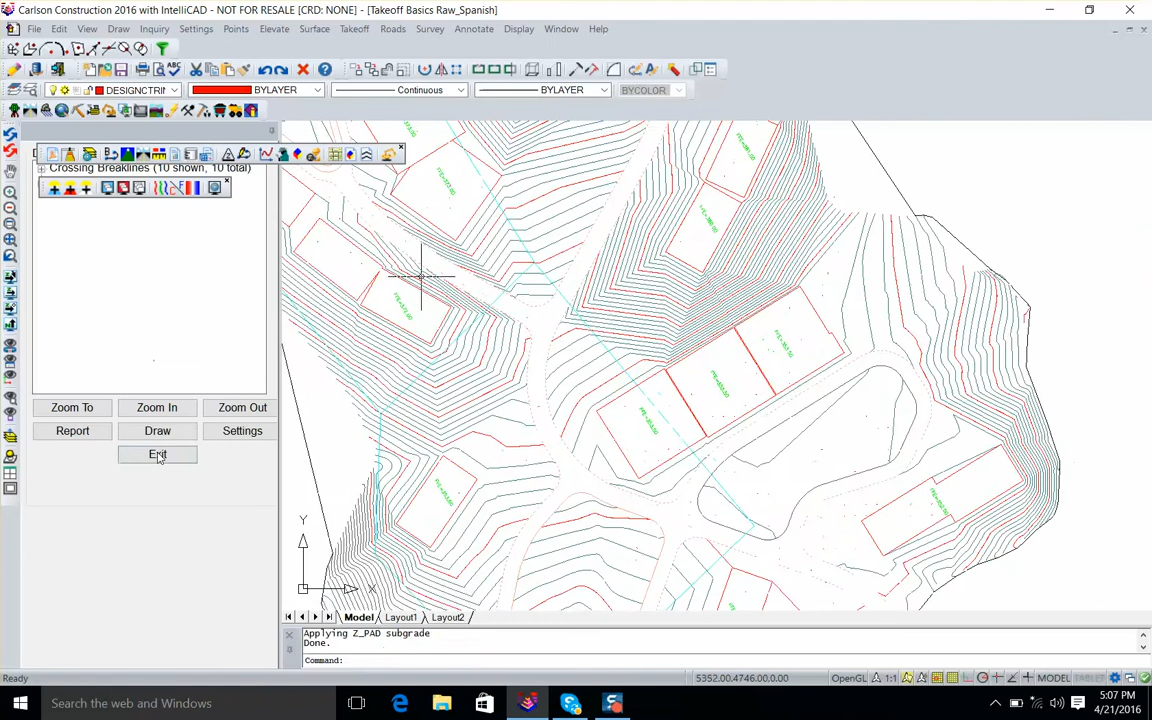 Carlson Construction 2016 with IntelliCAD - NOT FOR RESALE [CRD: NONE] - [Takeoff Basics Raw_Spanish]
File Edit View Draw Inquiry Settings Points Elevate Surface Takeoff Roads Survey Annotate Display Window Help
DESIGNCTRIN BYLAYER Continuous BYLAYER BYCOLOR
Crossing Breaklines (10 shown, 10 total)
Zoom To Zoom In Zoom Out
Report Draw Settings
Exit
Y
X
Model Layout1 Layout2
Applying Z_PAD subgrade
Done.
Command:
Ready 5352.00,4746.00,0.00 OpenGL 1:1 MODEL TABLET
Search the web and Windows
5:07 PM
4/21/2016